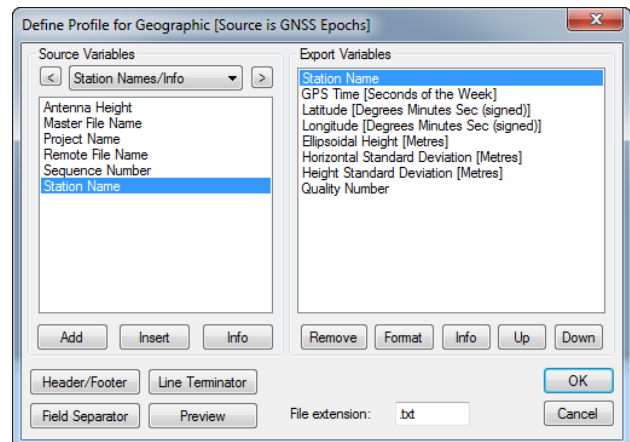 Define Profile for Geographic [Source is GNSS Epochs]
x
Source Variables
<
Station Names/Info
>
Antenna Height
Master File Name
Project Name
Remote File Name
Sequence Number
Station Name
Add
Insert
Info
Export Variables
Station Name
GPS Time [Seconds of the Week]
Latitude [Degrees Minutes Sec (signed)]
Longitude [Degrees Minutes Sec (signed)]
Ellipsoidal Height [Metres]
Horizontal Standard Deviation [Metres]
Height Standard Deviation [Metres]
Quality Number
Remove
Format
Info
Up
Down
Header/Footer
Line Terminator
OK
Field Separator
Preview
File extension:
.txt
Cancel